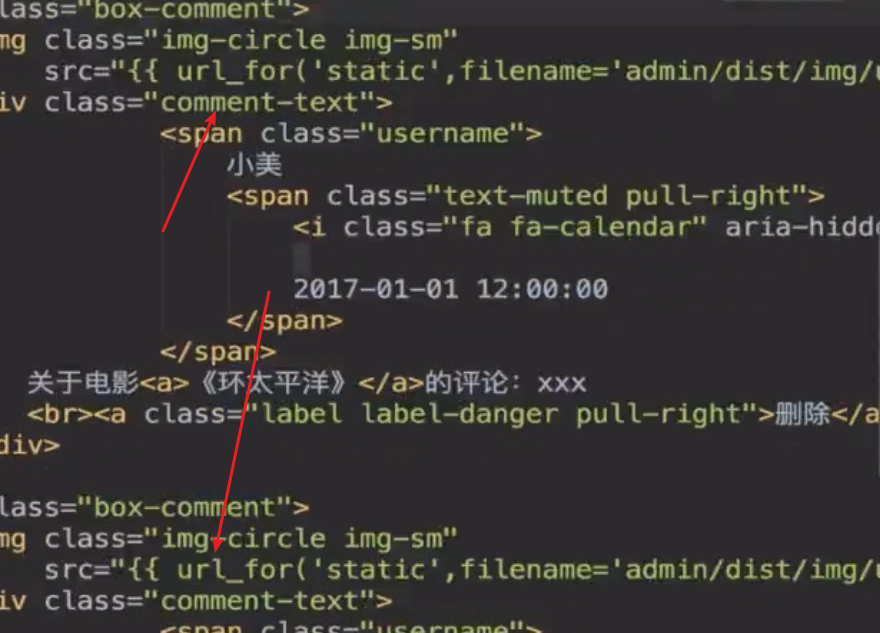 lass="box-comment">
mg class="img-circle img-sm"
src="{{ url_for('static',filename='admin/dist/img/
iv class="comment-text">
<span class="username">
小美
<span class="text-muted pull-right">
<i class="fa fa-calendar" aria-hidd
2017-01-01 12:00:00
</span>
</span>
关于电影<a>《环太平洋》</a>的评论：xxx
<br><a class="label label-danger pull-right">删除</a
div>
lass="box-comment">
mg class="img-circle img-sm"
src="{{ url_for('static',filename='admin/dist/img/
iv class="comment-text">
<span class="username">